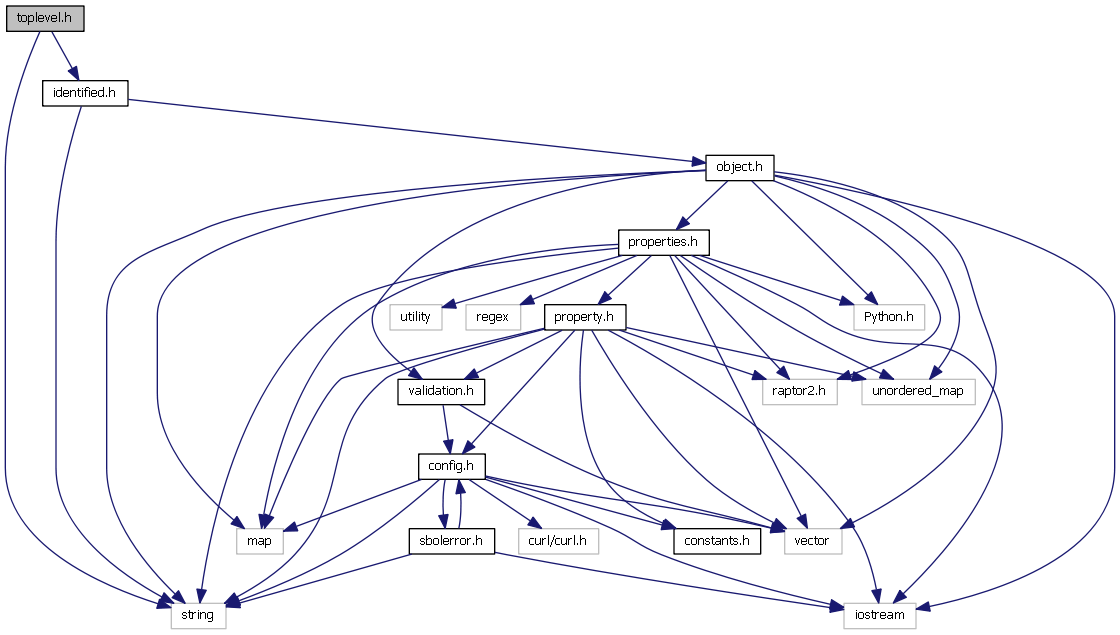 toplevel.h
identified.h
object.h
properties.h
utility
regex
property.h
Python.h
validation.h
raptor2.h
unordered_map
config.h
map
sbolerror.h
curl/curl.h
constants.h
vector
string
iostream